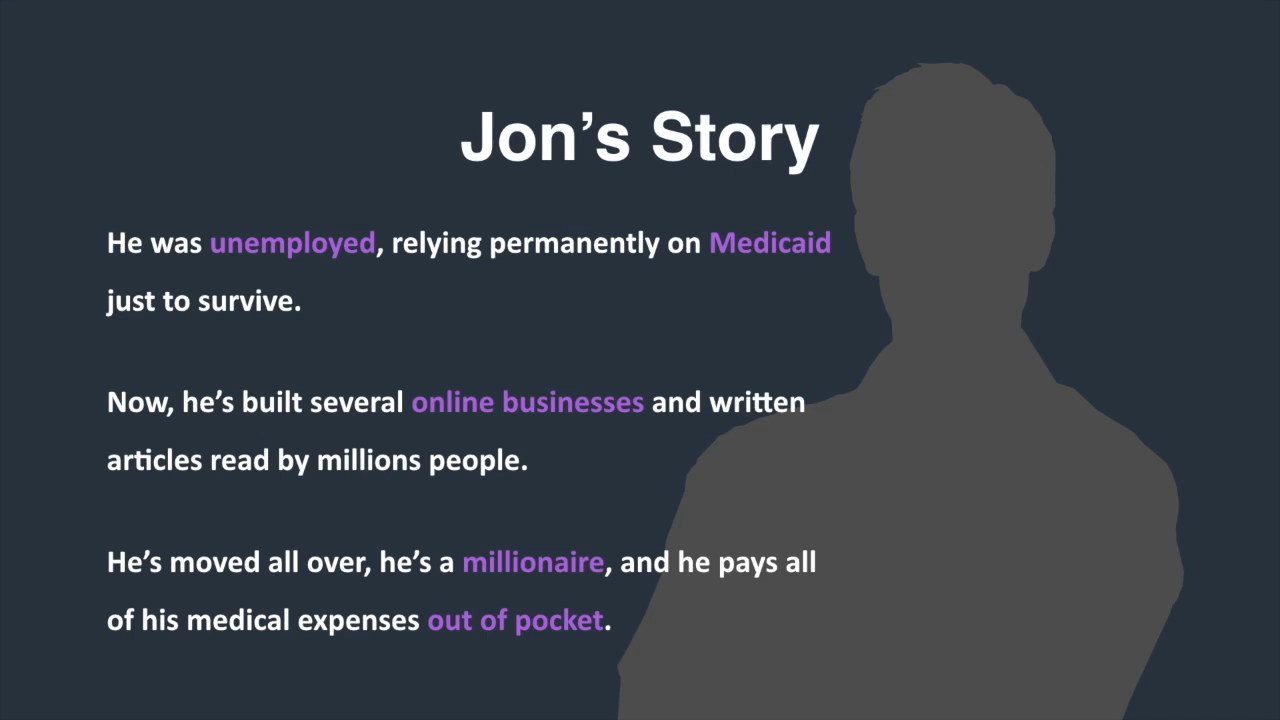 Jon’s Story
He was unemployed, relying permanently on Medicaid
just to survive.
Now, he’s built several online businesses and written
articles read by millions people.
He’s moved all over, he’s a millionaire, and he pays all
of his medical expenses out of pocket.